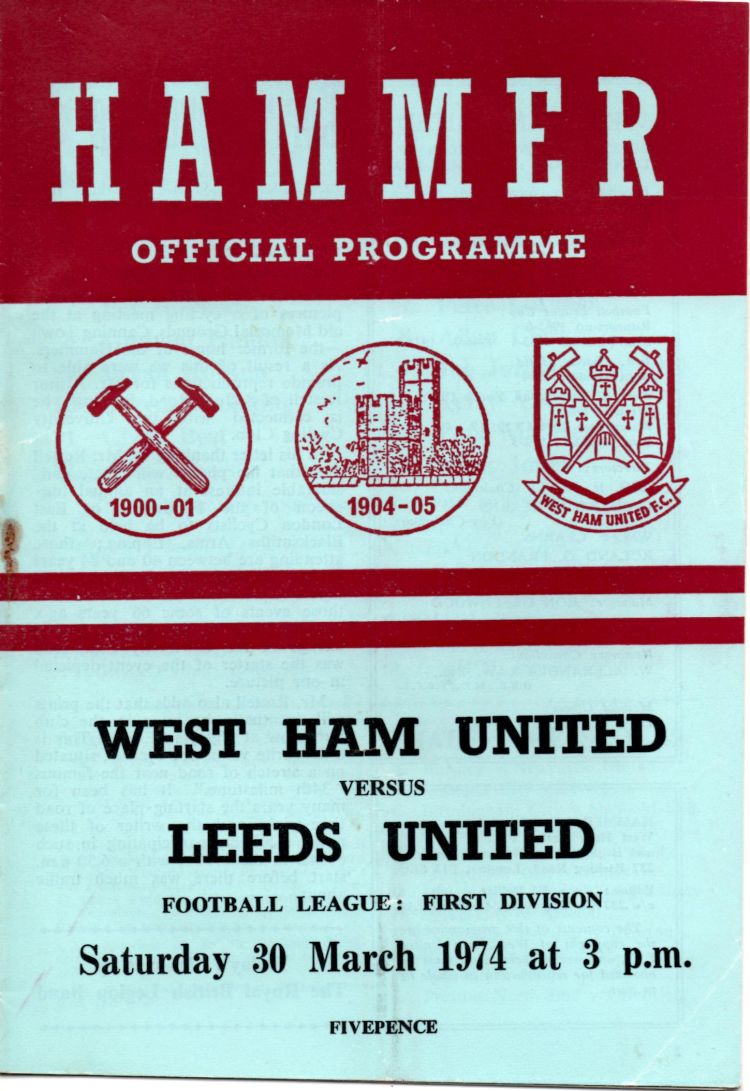 HAMMER
OFFICIAL PROGRAMME
1900-01
1904-05
WEST HAM UNITED F.C.
WEST HAM UNITED
VERSUS
LEEDS UNITED
FOOTBALL LEAGUE: FIRST DIVISION
Saturday 30 March 1974 at 3 p.m.
FIVEPENCE